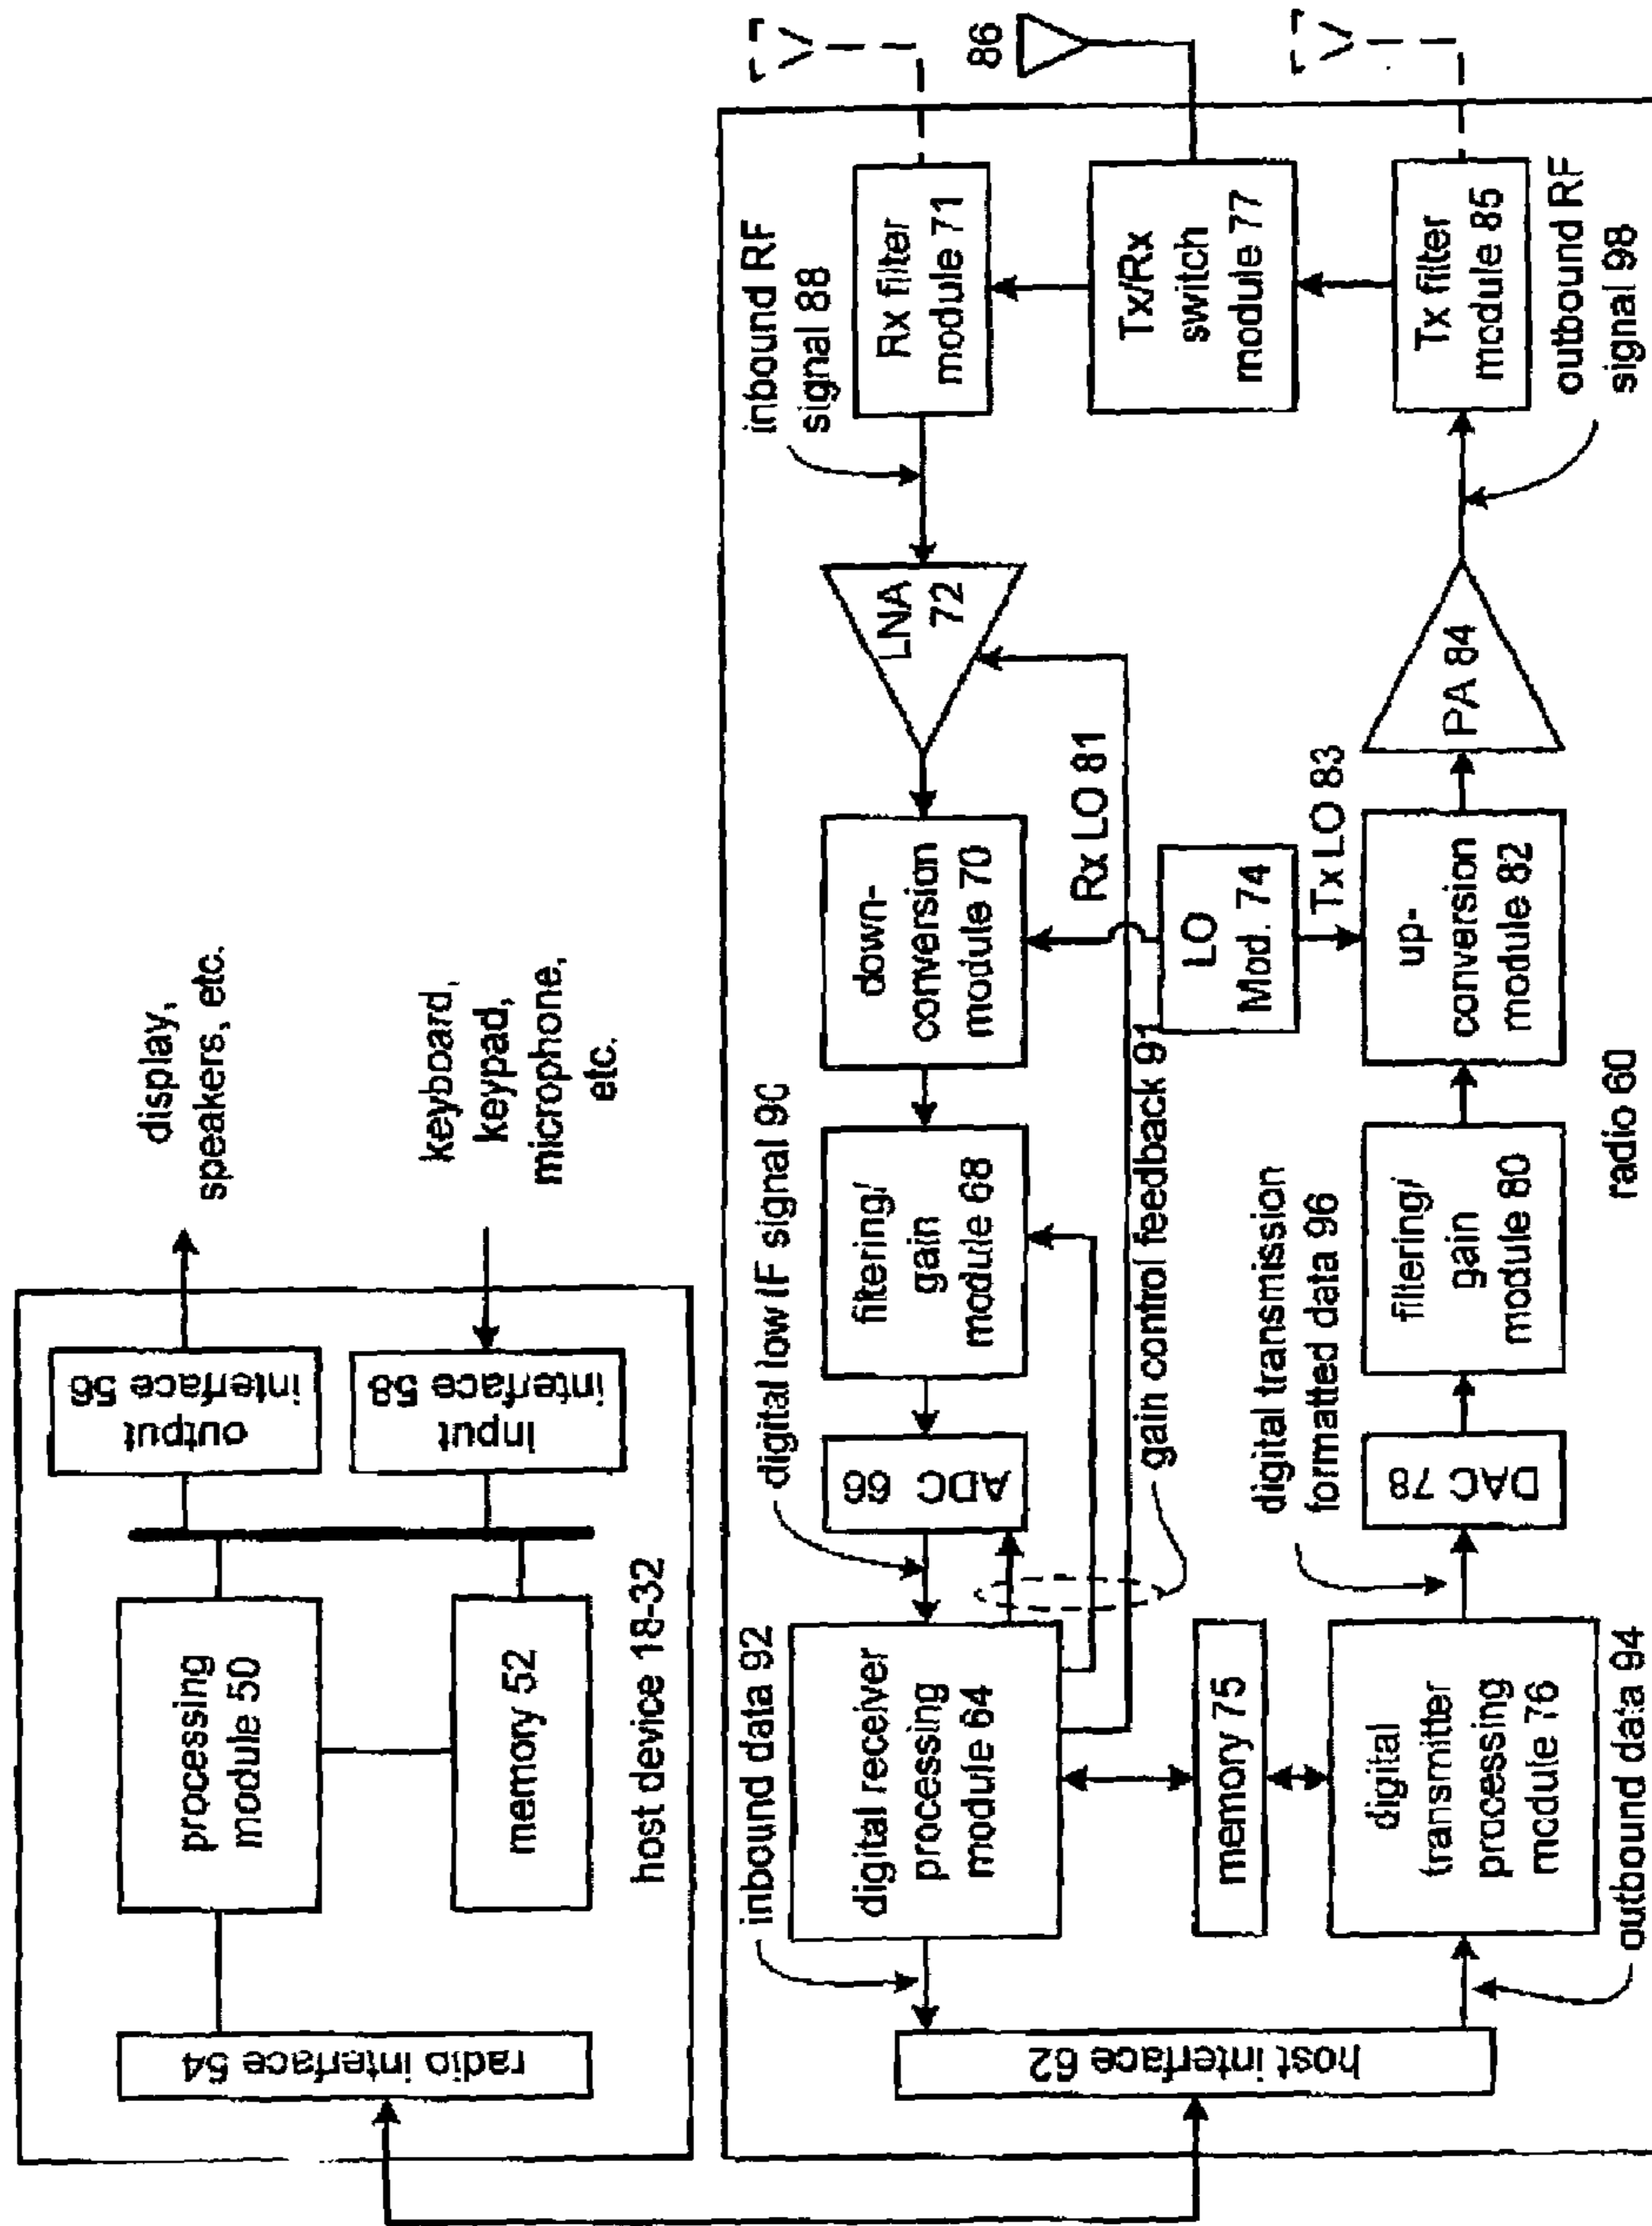 radio interface 54
processing
module 50
memory 52
output
interface 56
Input
interface 58
display,
speakers, etc.
keyboard,
keypad,
microphone,
etc.
host device 18-32
host interface 62
inbound data 92
digital receiver
processing
module 64
digital low IF signal 90
ADC 66
filtering/
gain
module 68
down-
conversion
module 70
LNA
72
inbound RF
signal 88
Rx filter
module 71
86
Tx/Rx
switch
module 77
Rx LO 81
gain control feedback 91
LO
Mod. 74
Tx LO 83
memory 75
outbound data 94
digital
transmitter
processing
module 76
digital transmission
formatted data 96
DAC 78
filtering/
gain
module 80
up-
conversion
module 82
PA 84
Tx filter
module 85
outbound RF
signal 98
radio 60